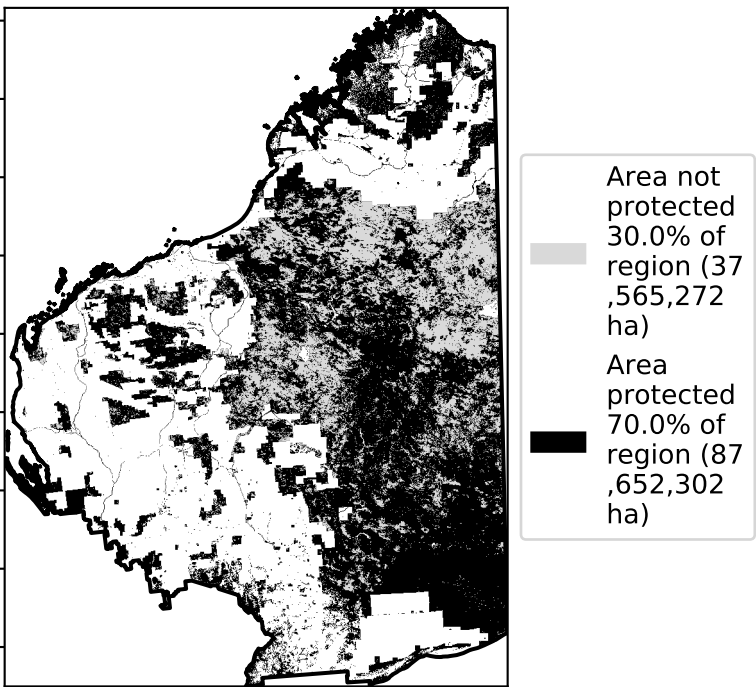 Area not
protected
30.0% of
region (37
,565,272
ha)
Area
protected
70.0% of
region (87
,652,302
ha)